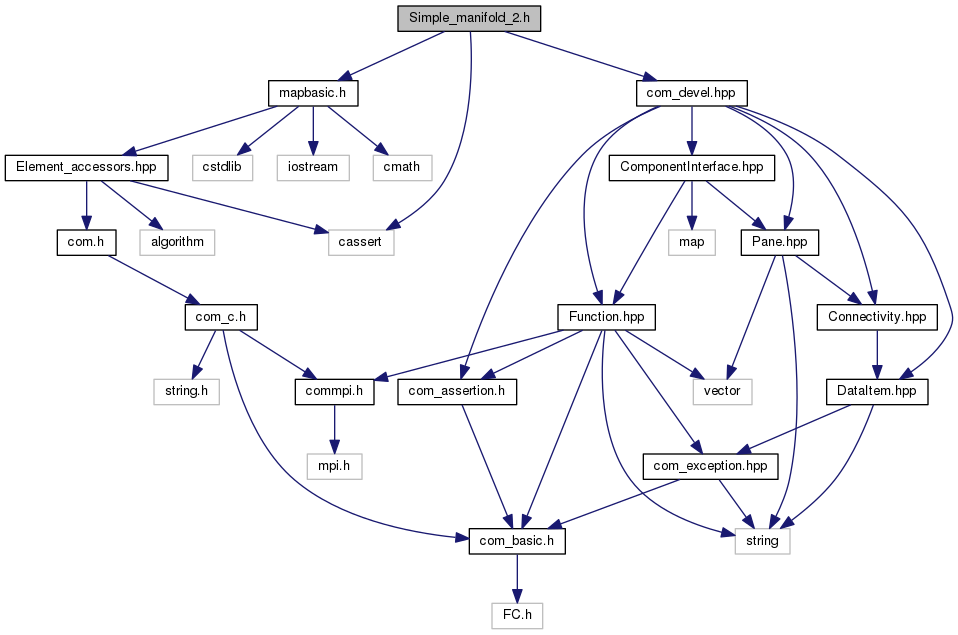 Simple_manifold_2.h
mapbasic.h
com_devel.hpp
Element_accessors.hpp
cstdlib
iostream
cmath
ComponentInterface.hpp
com.h
algorithm
cassert
map
Pane.hpp
com_c.h
Function.hpp
Connectivity.hpp
string.h
commpi.h
com_assertion.h
vector
DataItem.hpp
mpi.h
com_exception.hpp
com_basic.h
string
FC.h